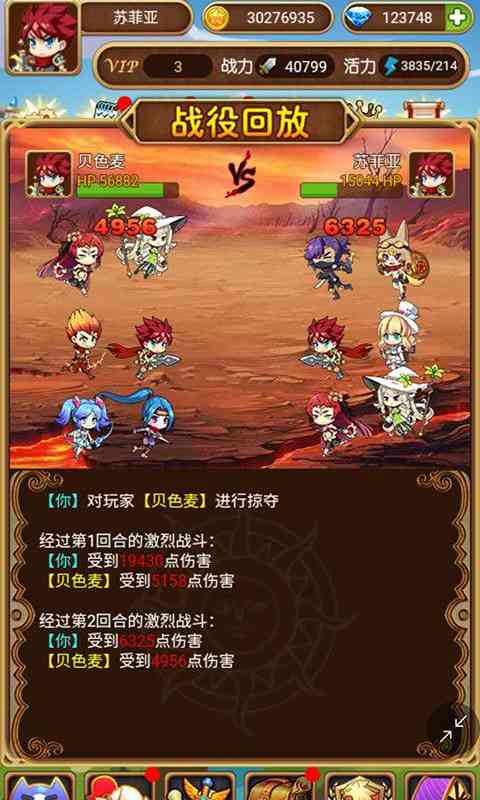 苏菲亚 30276935 123748
VIP 3 战力 40799 活力 3835/214
战役回放
贝色麦 VS 苏菲亚
HP 56882 15044 HP
4956 6325
【你】对玩家【贝色麦】进行掠夺
经过第1回合的激烈战斗：
【你】受到19430点伤害
【贝色麦】受到5158点伤害
经过第2回合的激烈战斗：
【你】受到6325点伤害
【贝色麦】受到4956点伤害